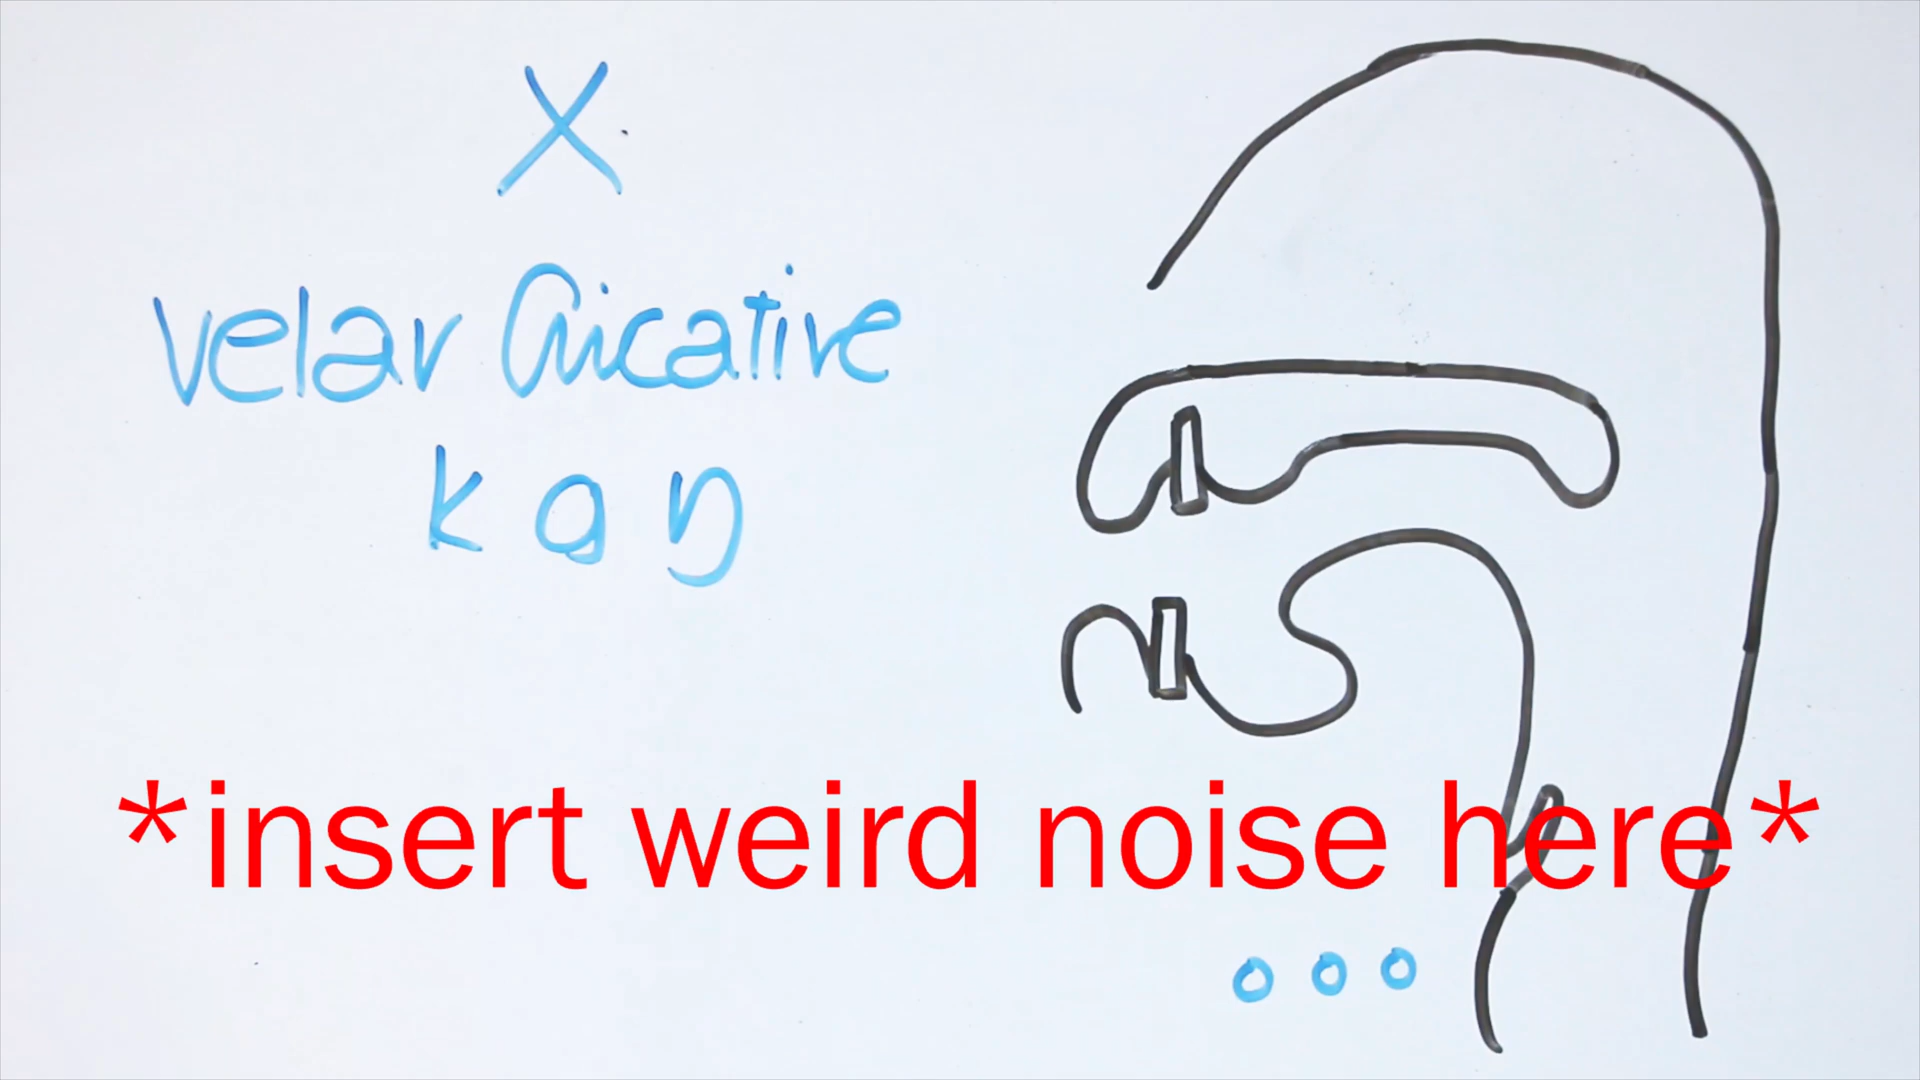 x
velar fricative
k g ŋ
*insert weird noise here*